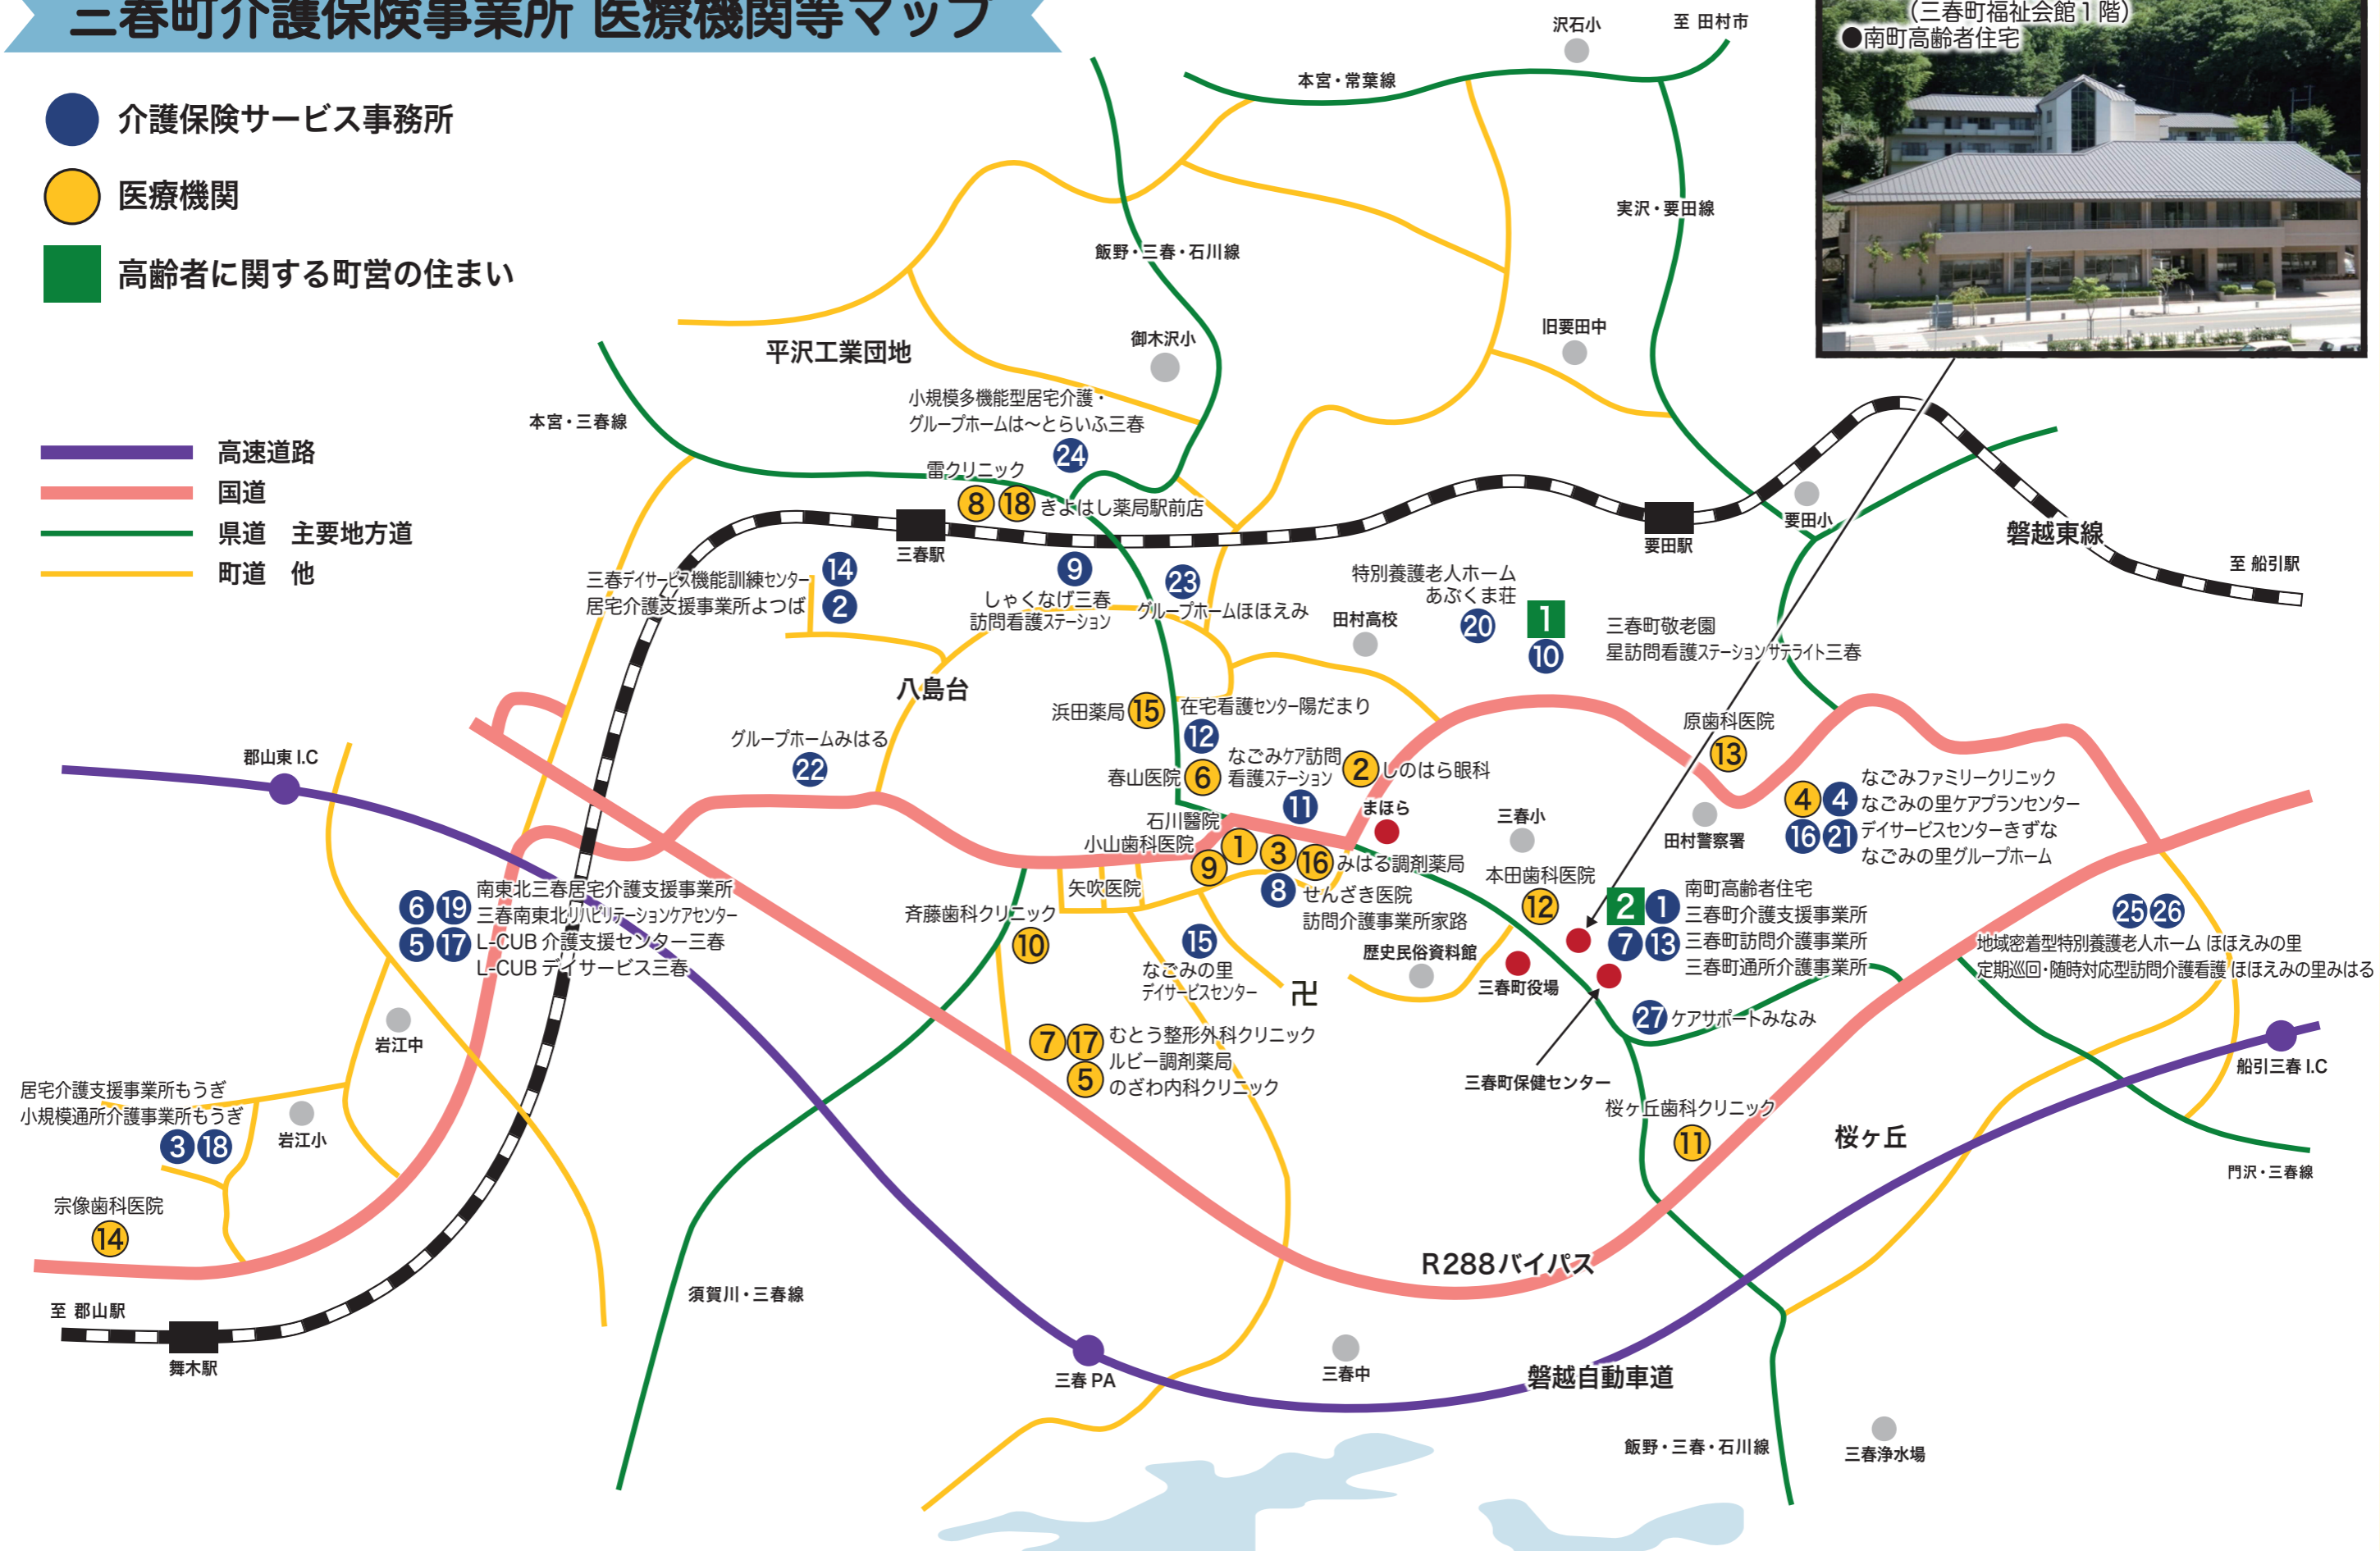 三春町介護保険事業所 医療機関等マップ
介護保険サービス事務所
医療機関
高齢者に関する町営の住まい
高速道路
国道
県道　主要地方道
町道　他
(三春町福祉会館1階)
●南町高齢者住宅
沢石小
至 田村市
本宮・常葉線
実沢・要田線
飯野・三春・石川線
旧要田中
御木沢小
平沢工業団地
本宮・三春線
小規模多機能型居宅介護・
グループホームは〜とらいふ三春
24
雷クリニック
8 18 きよはし薬局駅前店
三春駅
要田駅
要田小
磐越東線
至 船引駅
三春デイサービス機能訓練センター 14
居宅介護支援事業所よつば 2
9
しゃくなげ三春
訪問看護ステーション
23
グループホームほほえみ
田村高校
特別養護老人ホーム
あぶくま荘
20
1
10
三春町敬老園
星訪問看護ステーションサテライト三春
八島台
浜田薬局 15
在宅看護センター陽だまり
12
グループホームみはる
22
春山医院 6
なごみケア訪問
看護ステーション
11
2 しのはら眼科
まほら
原歯科医院
13
田村警察署
4 4
16 21
なごみファミリークリニック
なごみの里ケアプランセンター
デイサービスセンターきずな
なごみの里グループホーム
郡山東 I.C
石川醫院
小山歯科医院
1
9
3
16 みはる調剤薬局
8 せんざき医院
訪問介護事業所家路
三春小
本田歯科医院
12
矢吹医院
斉藤歯科クリニック
10
2 1
7 13
南町高齢者住宅
三春町介護支援事業所
三春町訪問介護事業所
三春町通所介護事業所
歴史民俗資料館
三春町役場
6 19
5 17
南東北三春居宅介護支援事業所
三春南東北リハビリテーションケアセンター
L-CUB 介護支援センター三春
L-CUB デイサービス三春
15
なごみの里
デイサービスセンター
卍
25 26
地域密着型特別養護老人ホーム ほほえみの里
定期巡回・随時対応型訪問介護看護 ほほえみの里みはる
27 ケアサポートみなみ
三春町保健センター
7 17
5
むとう整形外科クリニック
ルビー調剤薬局
のざわ内科クリニック
岩江中
居宅介護支援事業所もうぎ
小規模通所介護事業所もうぎ
3 18
岩江小
船引三春 I.C
桜ヶ丘歯科クリニック
11
桜ヶ丘
門沢・三春線
宗像歯科医院
14
至 郡山駅
舞木駅
須賀川・三春線
R288バイパス
三春 PA
三春中
磐越自動車道
飯野・三春・石川線
三春浄水場